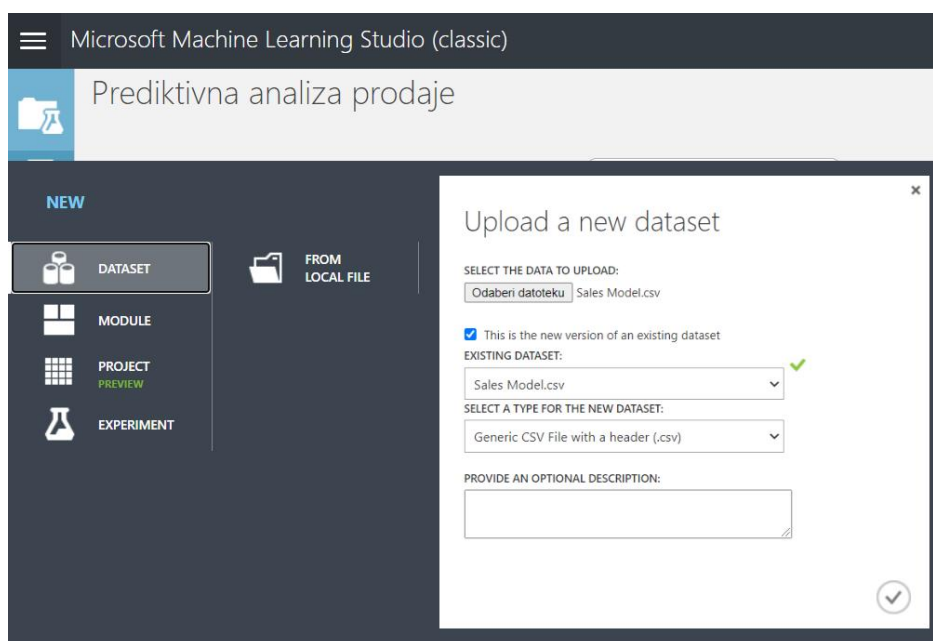 Microsoft Machine Learning Studio (classic)
Prediktivna analiza prodaje
NEW
DATASET
MODULE
PROJECT
PREVIEW
EXPERIMENT
FROM
LOCAL FILE
Upload a new dataset
SELECT THE DATA TO UPLOAD:
Odaberi datoteku Sales Model.csv
This is the new version of an existing dataset
EXISTING DATASET:
Sales Model.csv
SELECT A TYPE FOR THE NEW DATASET:
Generic CSV File with a header (.csv)
PROVIDE AN OPTIONAL DESCRIPTION: